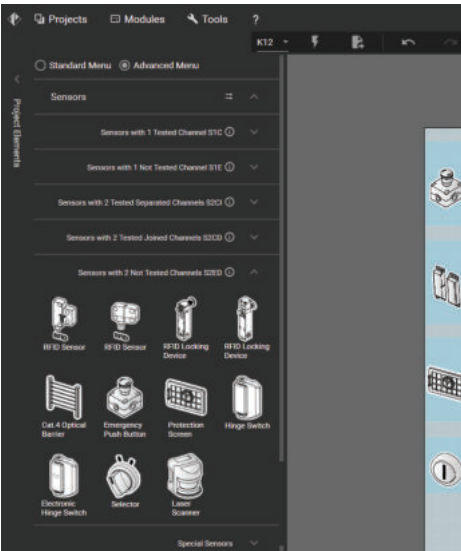 Projects Modules Tools ?
K12
Standard Menu Advanced Menu
Project Elements
Sensors
Sensors with 1 Tested Channel S1C
Sensors with 1 Not Tested Channel S1E
Sensors with 2 Tested Separated Channels S2CI
Sensors with 2 Tested Joined Channels S2CD
Sensors with 2 Not Tested Channels S2ED
RFID Sensor
RFID Sensor
RFID Locking
Device
RFID Locking
Device
Cat.4 Optical
Barrier
Emergency
Push Button
Protection
Screen
Hinge Switch
Electronic
Hinge Switch
Selector
Laser
Scanner
Special Sensors